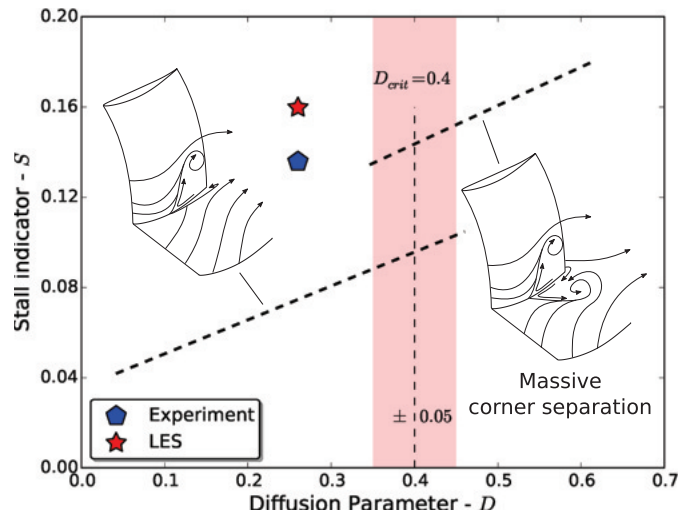 0.20
0.16
0.12
0.08
0.04
0.00
Stall indicator - S
D_crit = 0.4
± 0.05
Massive
corner separation
Experiment
LES
0.0 0.1 0.2 0.3 0.4 0.5 0.6 0.7
Diffusion Parameter - D